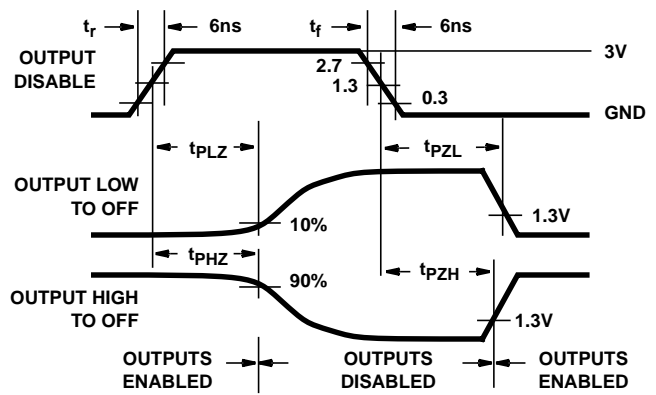 tr 6ns tf 6ns
OUTPUT
DISABLE
3V
2.7
1.3
0.3
GND
tPLZ tPZL
OUTPUT LOW
TO OFF
10%
1.3V
tPHZ tPZH
90%
OUTPUT HIGH
TO OFF
1.3V
OUTPUTS
ENABLED
OUTPUTS
DISABLED
OUTPUTS
ENABLED